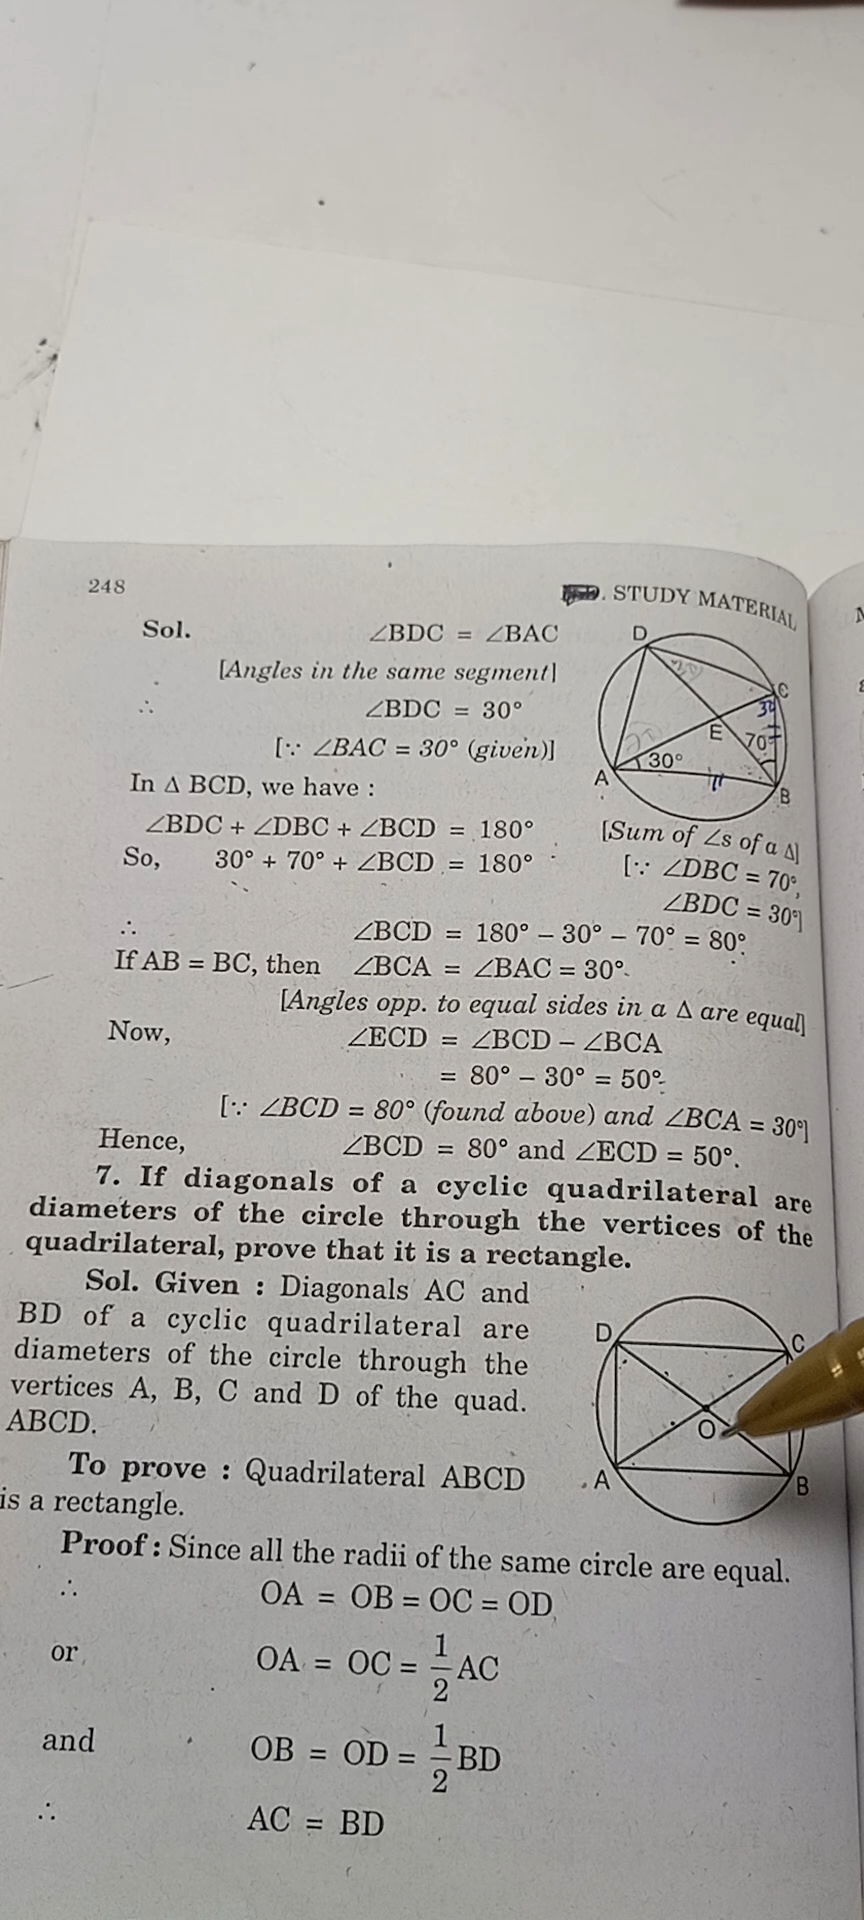 248
. STUDY MATERIAL
Sol. ∠BDC = ∠BAC
[Angles in the same segment]
∴ ∠BDC = 30°
[∵ ∠BAC = 30° (given)]
D
C
30
E
70°
30°
A
B
In Δ BCD, we have :
∠BDC + ∠DBC + ∠BCD = 180° [Sum of ∠s of a Δ]
So, 30° + 70° + ∠BCD = 180° [∵ ∠DBC = 70°,
∠BDC = 30°]
∴ ∠BCD = 180° – 30° – 70° = 80°.
If AB = BC, then ∠BCA = ∠BAC = 30°.
[Angles opp. to equal sides in a Δ are equal]
Now, ∠ECD = ∠BCD – ∠BCA
= 80° – 30° = 50°.
[∵ ∠BCD = 80° (found above) and ∠BCA = 30°]
Hence, ∠BCD = 80° and ∠ECD = 50°.
7. If diagonals of a cyclic quadrilateral are
diameters of the circle through the vertices of the
quadrilateral, prove that it is a rectangle.
Sol. Given : Diagonals AC and
BD of a cyclic quadrilateral are
diameters of the circle through the
vertices A, B, C and D of the quad.
ABCD.
D
C
O
A
B
To prove : Quadrilateral ABCD
is a rectangle.
Proof : Since all the radii of the same circle are equal.
∴ OA = OB = OC = OD
or OA = OC = 1/2 AC
and OB = OD = 1/2 BD
∴ AC = BD